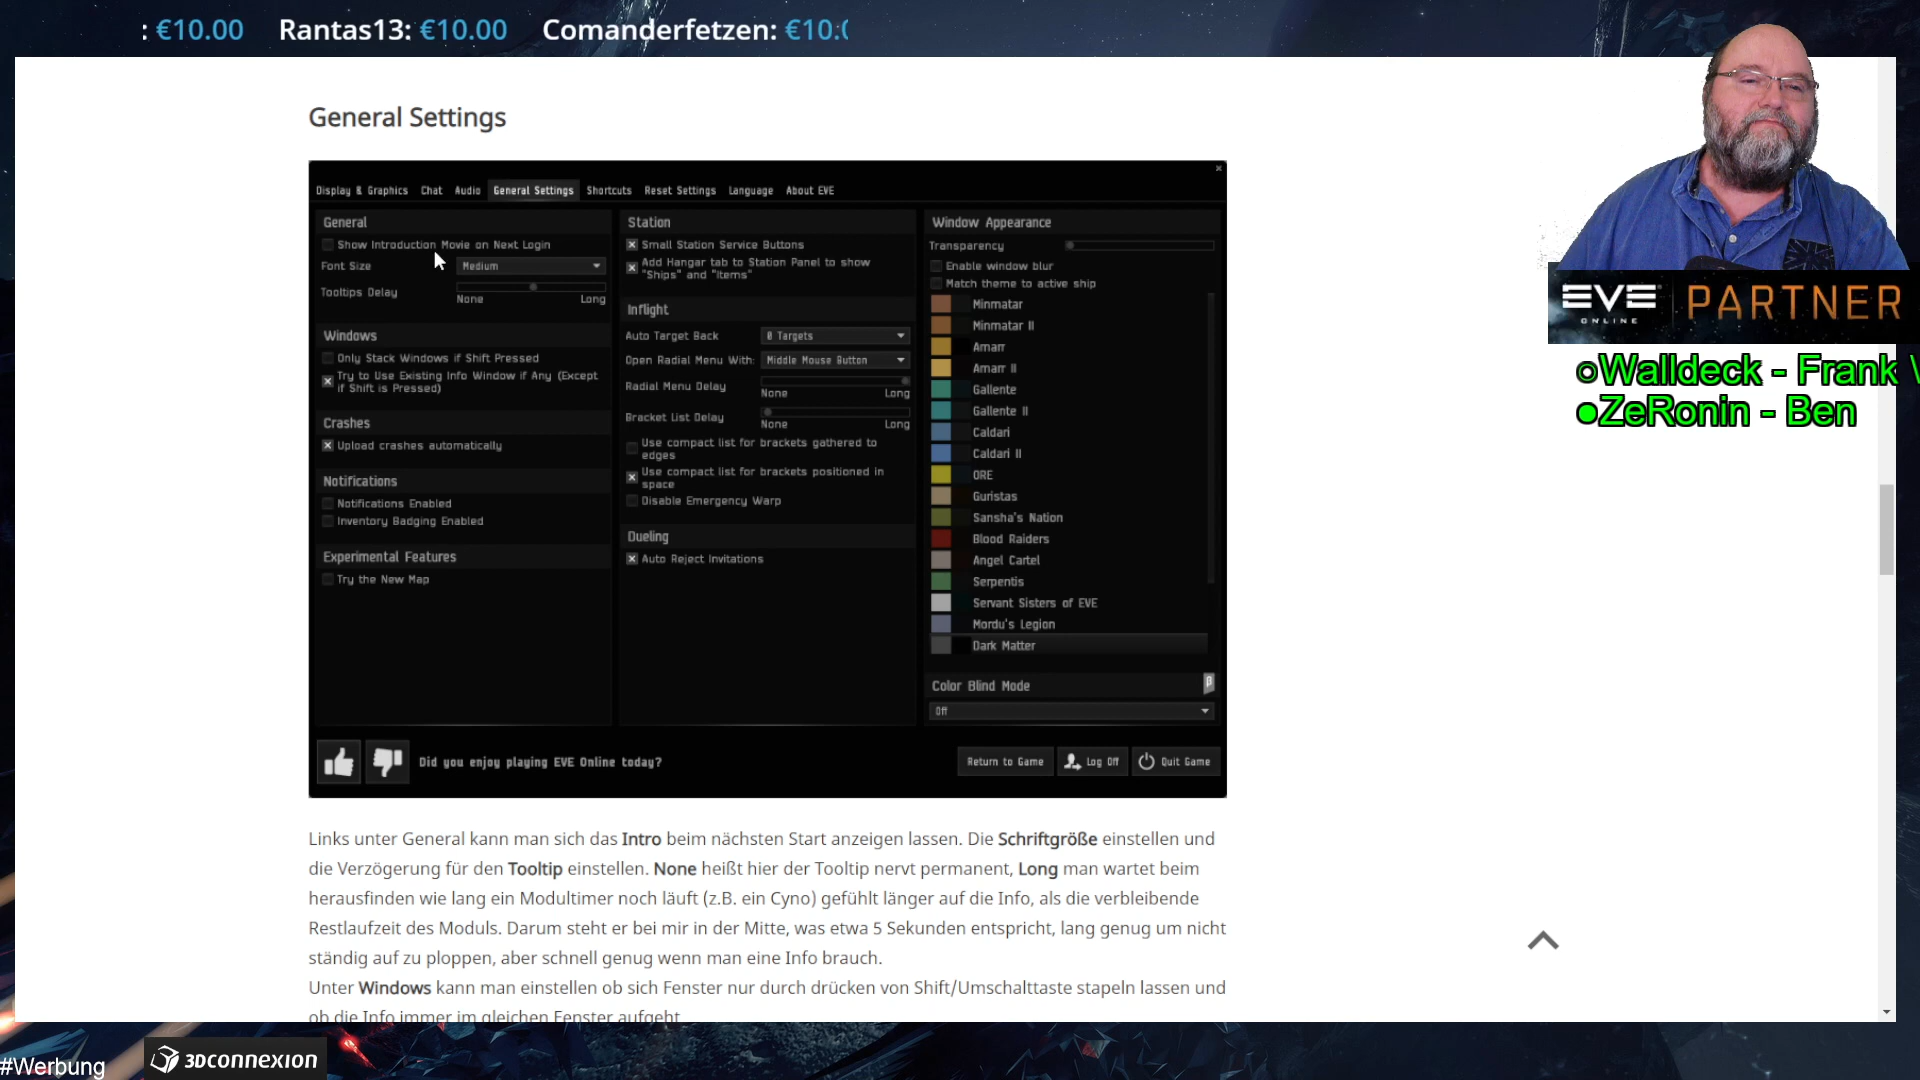 : €10.00 Rantas13: €10.00 Comanderfetzen: €10:0
General Settings
Display & Graphics Chat Audio General Settings Shortcuts Reset Settings Language About EVE
General
Show Introduction Movie on Next Login
Font Size Medium
Tooltips Delay
None Long
Windows
Only Stack Windows if Shift Pressed
Try to Use Existing Info Window if Any (Except
if Shift is Pressed)
Crashes
Upload crashes automatically
Notifications
Notifications Enabled
Inventory Badging Enabled
Experimental Features
Try the New Map
Station
Small Station Service Buttons
Add Hangar tab to Station Panel to show
"Ships" and "Items"
Inflight
Auto Target Back 0 Targets
Open Radial Menu With: Middle Mouse Button
Radial Menu Delay
None Long
Bracket List Delay
None Long
Use compact list for brackets gathered to
edges
Use compact list for brackets positioned in
space
Disable Emergency Warp
Dueling
Auto Reject Invitations
Window Appearance
Transparency
Enable window blur
Match theme to active ship
Minmatar
Minmatar II
Amarr
Amarr II
Gallente
Gallente II
Caldari
Caldari II
ORE
Guristas
Sansha's Nation
Blood Raiders
Angel Cartel
Serpentis
Servant Sisters of EVE
Mordu's Legion
Dark Matter
Color Blind Mode β
Off
Did you enjoy playing EVE Online today?
Return to Game Log Off Quit Game
Links unter General kann man sich das Intro beim nächsten Start anzeigen lassen. Die Schriftgröße einstellen und
die Verzögerung für den Tooltip einstellen. None heißt hier der Tooltip nervt permanent, Long man wartet beim
herausfinden wie lang ein Modultimer noch läuft (z.B. ein Cyno) gefühlt länger auf die Info, als die verbleibende
Restlaufzeit des Moduls. Darum steht er bei mir in der Mitte, was etwa 5 Sekunden entspricht, lang genug um nicht
ständig auf zu ploppen, aber schnell genug wenn man eine Info brauch.
Unter Windows kann man einstellen ob sich Fenster nur durch drücken von Shift/Umschalttaste stapeln lassen und
ob die Info immer im gleichen Fenster aufgeht
EVE ONLINE PARTNER
Walldeck - Frank
ZeRonin - Ben
#Werbung
3DCONNEXION